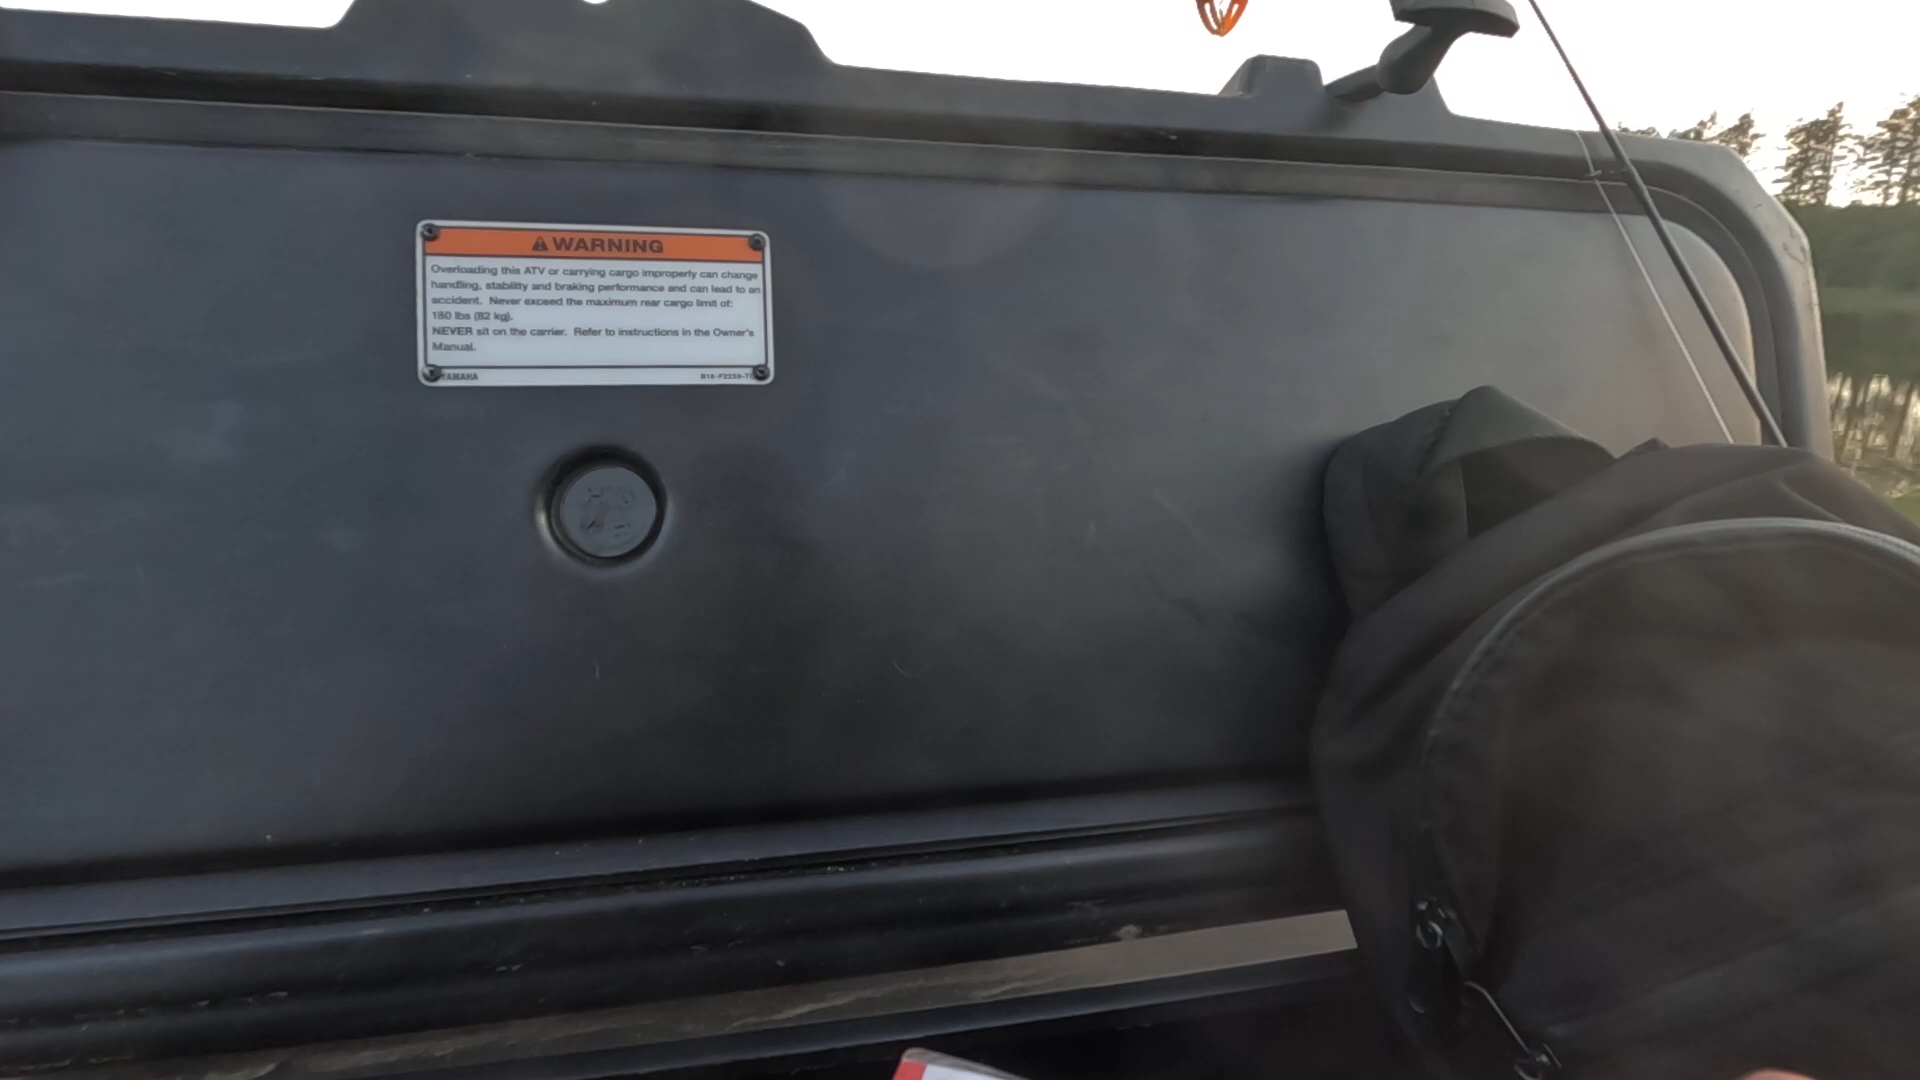 WARNING
Overloading this ATV or carrying cargo improperly can change
handling, stability and braking performance and can lead to an
accident. Never exceed the maximum rear cargo limit of:
180 lbs (82 kg).
NEVER sit on the carrier. Refer to instructions in the Owner's
Manual.
YAMAHA